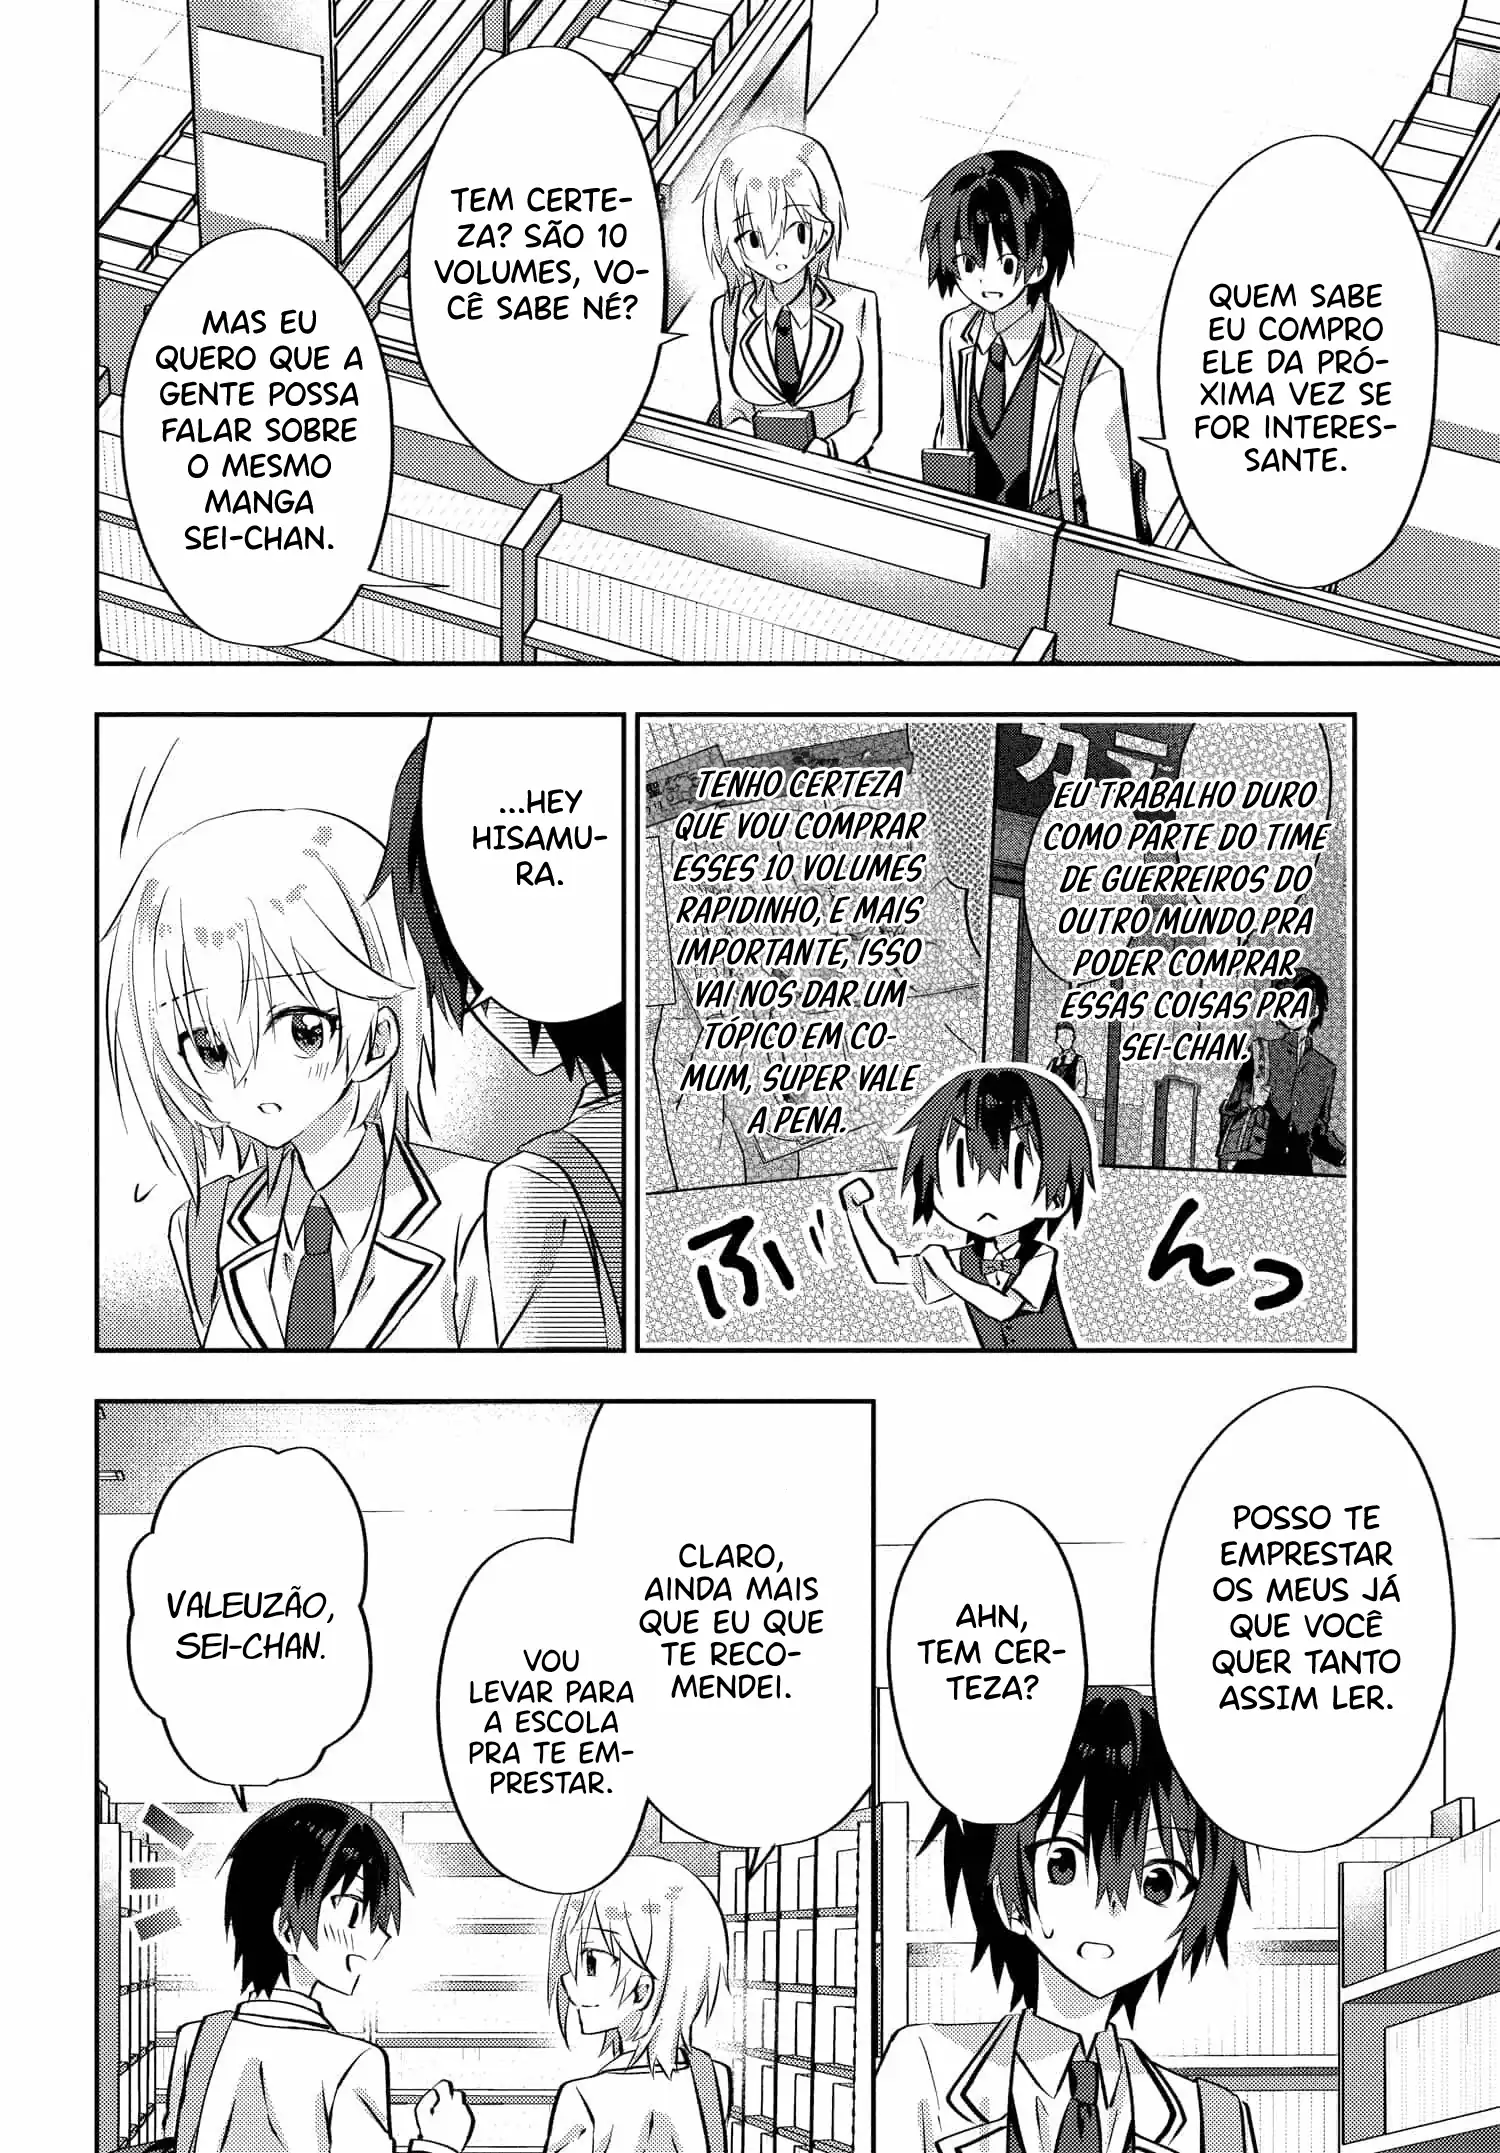 QUEM SABE
EU COMPRO
ELE DA PRÓ-
XIMA VEZ SE
FOR INTERES-
SANTE.
TEM CERTE-
ZA? SÃO 10
VOLUMES, VO-
CÊ SABE NÉ?
MAS EU
QUERO QUE A
GENTE POSSA
FALAR SOBRE
O MESMO
MANGA
SEI-CHAN.
カラ
EU TRABALHO DURO
COMO PARTE DO TIME
DE GUERREIROS DO
OUTRO MUNDO PRA
PODER COMPRAR
ESSAS COISAS PRA
SEI-CHAN.
TENHO CERTEZA
QUE VOU COMPRAR
ESSES 10 VOLUMES
RAPIDINHO, E MAIS
IMPORTANTE, ISSO
VAI NOS DAR UM
TÓPICO EM CO-
MUM, SUPER VALE
A PENA.
ふんっ
...HEY
HISAMU-
RA.
POSSO TE
EMPRESTAR
OS MEUS JÁ
QUE VOCÊ
QUER TANTO
ASSIM LER.
AHN,
TEM CER-
TEZA?
CLARO,
AINDA MAIS
QUE EU QUE
TE RECO-
MENDEI.
VOU
LEVAR PARA
A ESCOLA
PRA TE EM-
PRESTAR.
VALEUZÃO,
SEI-CHAN.